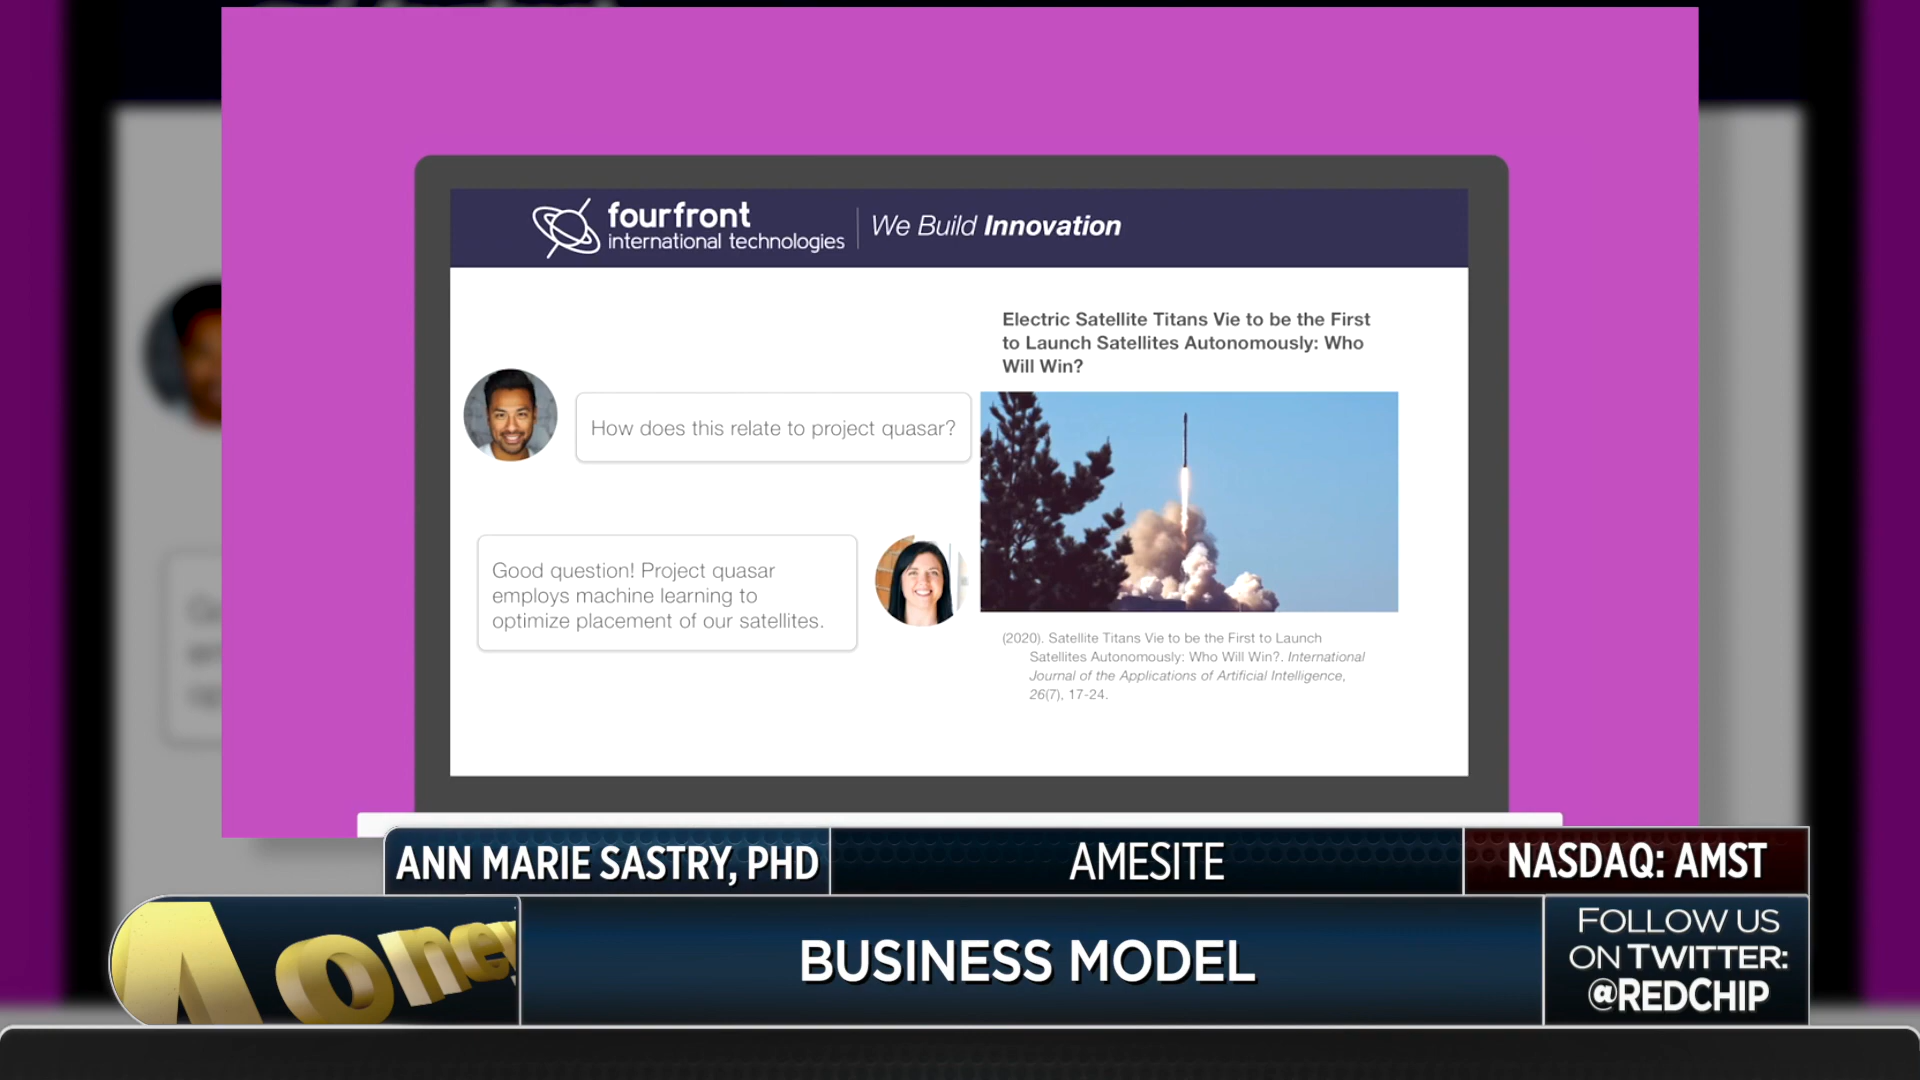 fourfront
international technologies
We Build Innovation
Electric Satellite Titans Vie to be the First
to Launch Satellites Autonomously: Who
Will Win?
How does this relate to project quasar?
Good question! Project quasar
employs machine learning to
optimize placement of our satellites.
(2020). Satellite Titans Vie to be the First to Launch
Satellites Autonomously: Who Will Win?. International
Journal of the Applications of Artificial Intelligence,
26(7), 17-24.
ANN MARIE SASTRY, PHD
AMESITE
NASDAQ: AMST
BUSINESS MODEL
FOLLOW US
ON TWITTER:
@REDCHIP